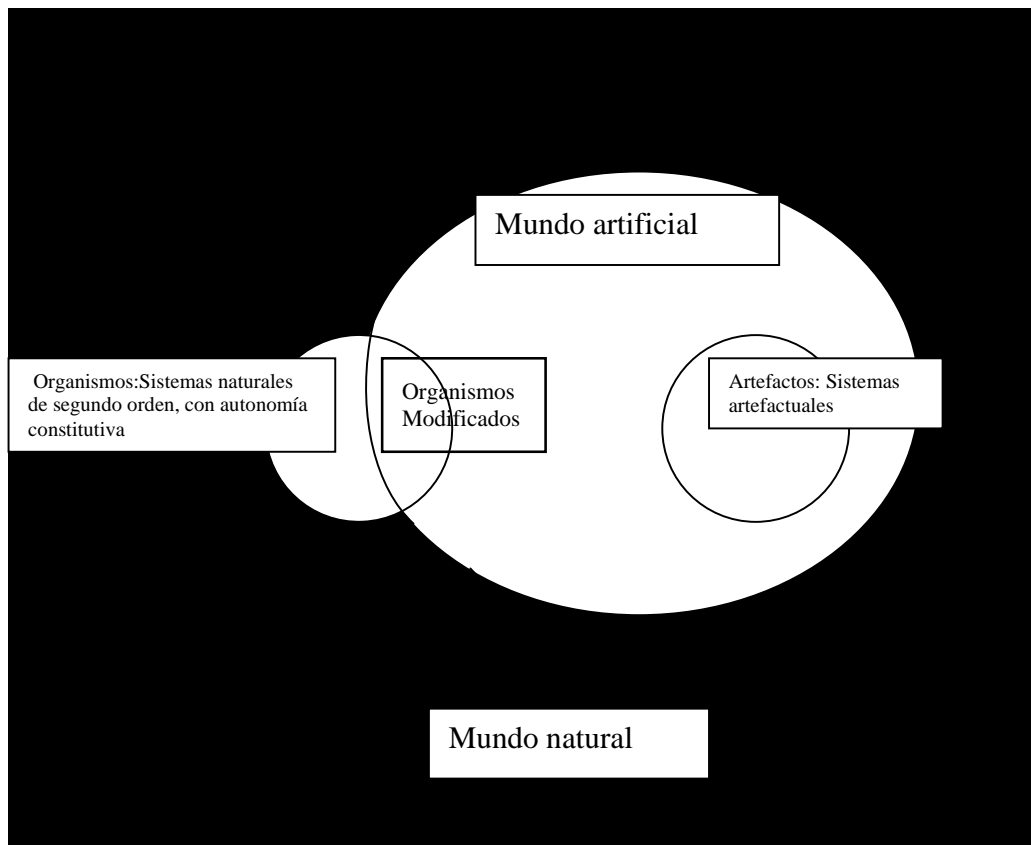 Mundo artificial
Organismos:Sistemas naturales
de segundo orden, con autonomía
constitutiva
Organismos
Modificados
Artefactos: Sistemas
artefactuales
Mundo natural